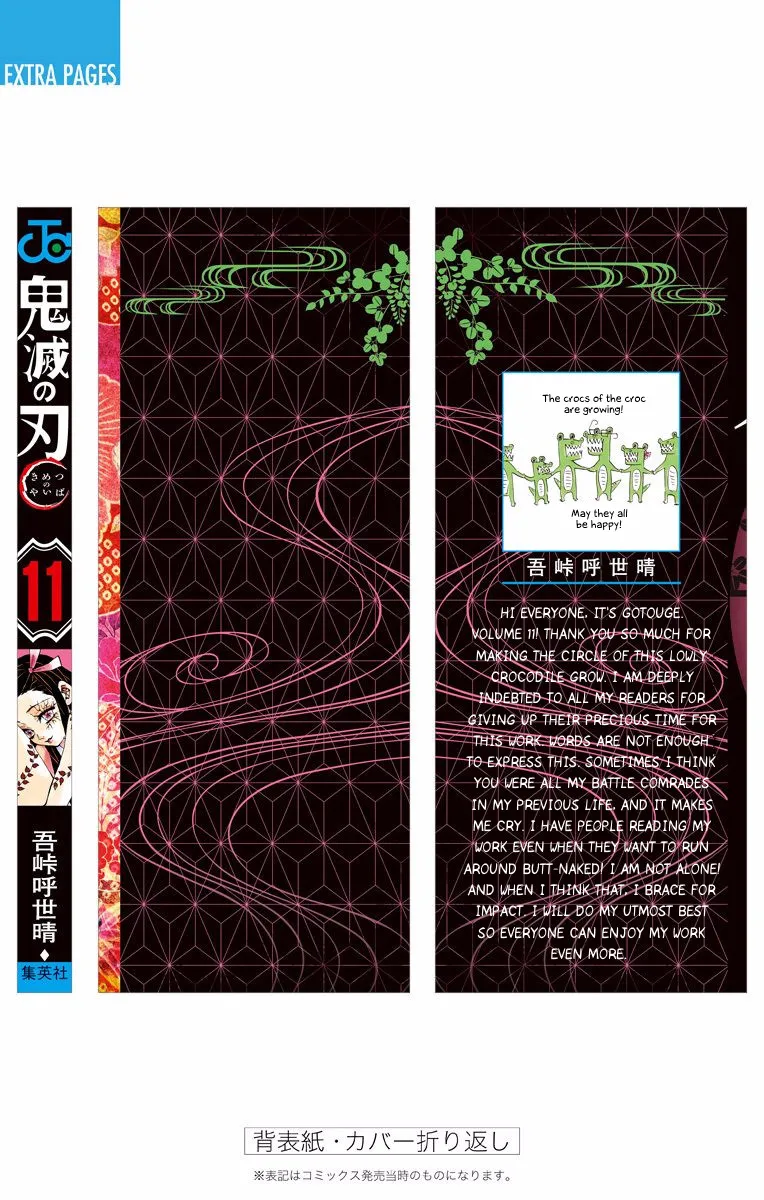 EXTRA PAGES
鬼滅の刃
きめつのやいば
11
吾峠呼世晴
集英社
The crocs of the croc
are growing!
May they all
be happy!
吾峠呼世晴
HI EVERYONE, IT'S GOTOUGE.
VOLUME 11! THANK YOU SO MUCH FOR
MAKING THE CIRCLE OF THIS LOWLY
CROCODILE GROW. I AM DEEPLY
INDEBTED TO ALL MY READERS FOR
GIVING UP THEIR PRECIOUS TIME FOR
THIS WORK. WORDS ARE NOT ENOUGH
TO EXPRESS THIS. SOMETIMES I THINK
YOU WERE ALL MY BATTLE COMRADES
IN MY PREVIOUS LIFE, AND IT MAKES
ME CRY. I HAVE PEOPLE READING MY
WORK EVEN WHEN THEY WANT TO RUN
AROUND BUTT-NAKED! I AM NOT ALONE!
AND WHEN I THINK THAT, I BRACE FOR
IMPACT. I WILL DO MY UTMOST BEST
SO EVERYONE CAN ENJOY MY WORK
EVEN MORE.
背表紙・カバー折り返し
※表記はコミックス発売当時のものになります。